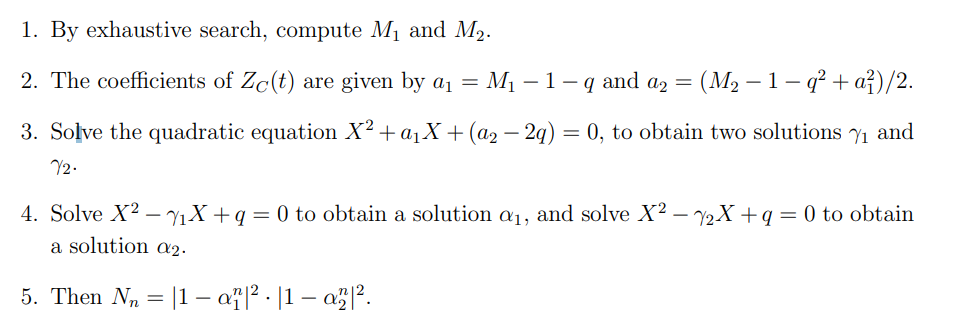 1. By exhaustive search, compute M₁ and M₂.
2. The coefficients of Z_C(t) are given by a₁ = M₁ − 1 − q and a₂ = (M₂ − 1 − q² + a₁²)/2.
3. Solve the quadratic equation X² + a₁X + (a₂ − 2q) = 0, to obtain two solutions γ₁ and
γ₂.
4. Solve X² − γ₁X + q = 0 to obtain a solution α₁, and solve X² − γ₂X + q = 0 to obtain
a solution α₂.
5. Then Nₙ = |1 − α₁ⁿ|² · |1 − α₂ⁿ|².